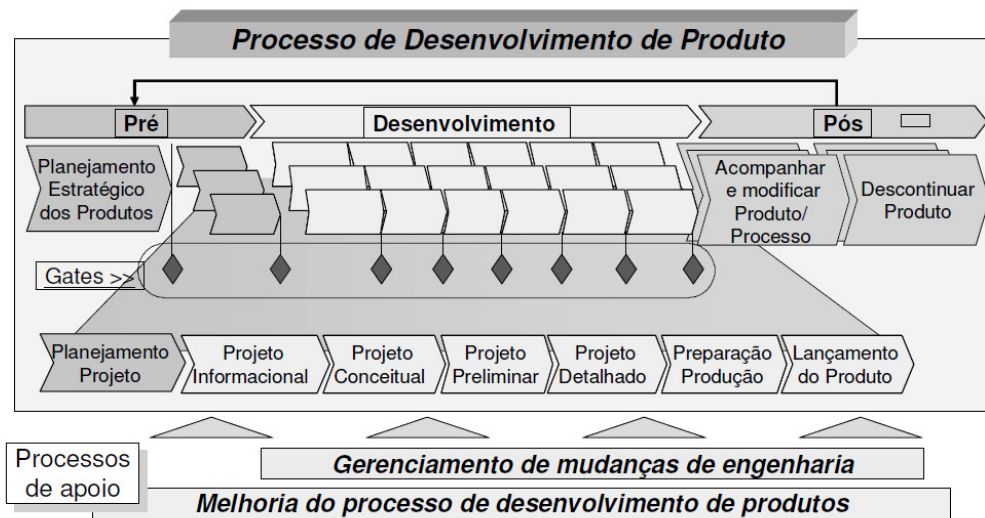 Processo de Desenvolvimento de Produto
Pré
Desenvolvimento
Pós
Planejamento
Estratégico
dos Produtos
Acompanhar
e modificar
Produto/
Processo
Descontinuar
Produto
Gates >>
Planejamento
Projeto
Projeto
Informacional
Projeto
Conceitual
Projeto
Preliminar
Projeto
Detalhado
Preparação
Produção
Lançamento
do Produto
Processos
de apoio
Gerenciamento de mudanças de engenharia
Melhoria do processo de desenvolvimento de produtos